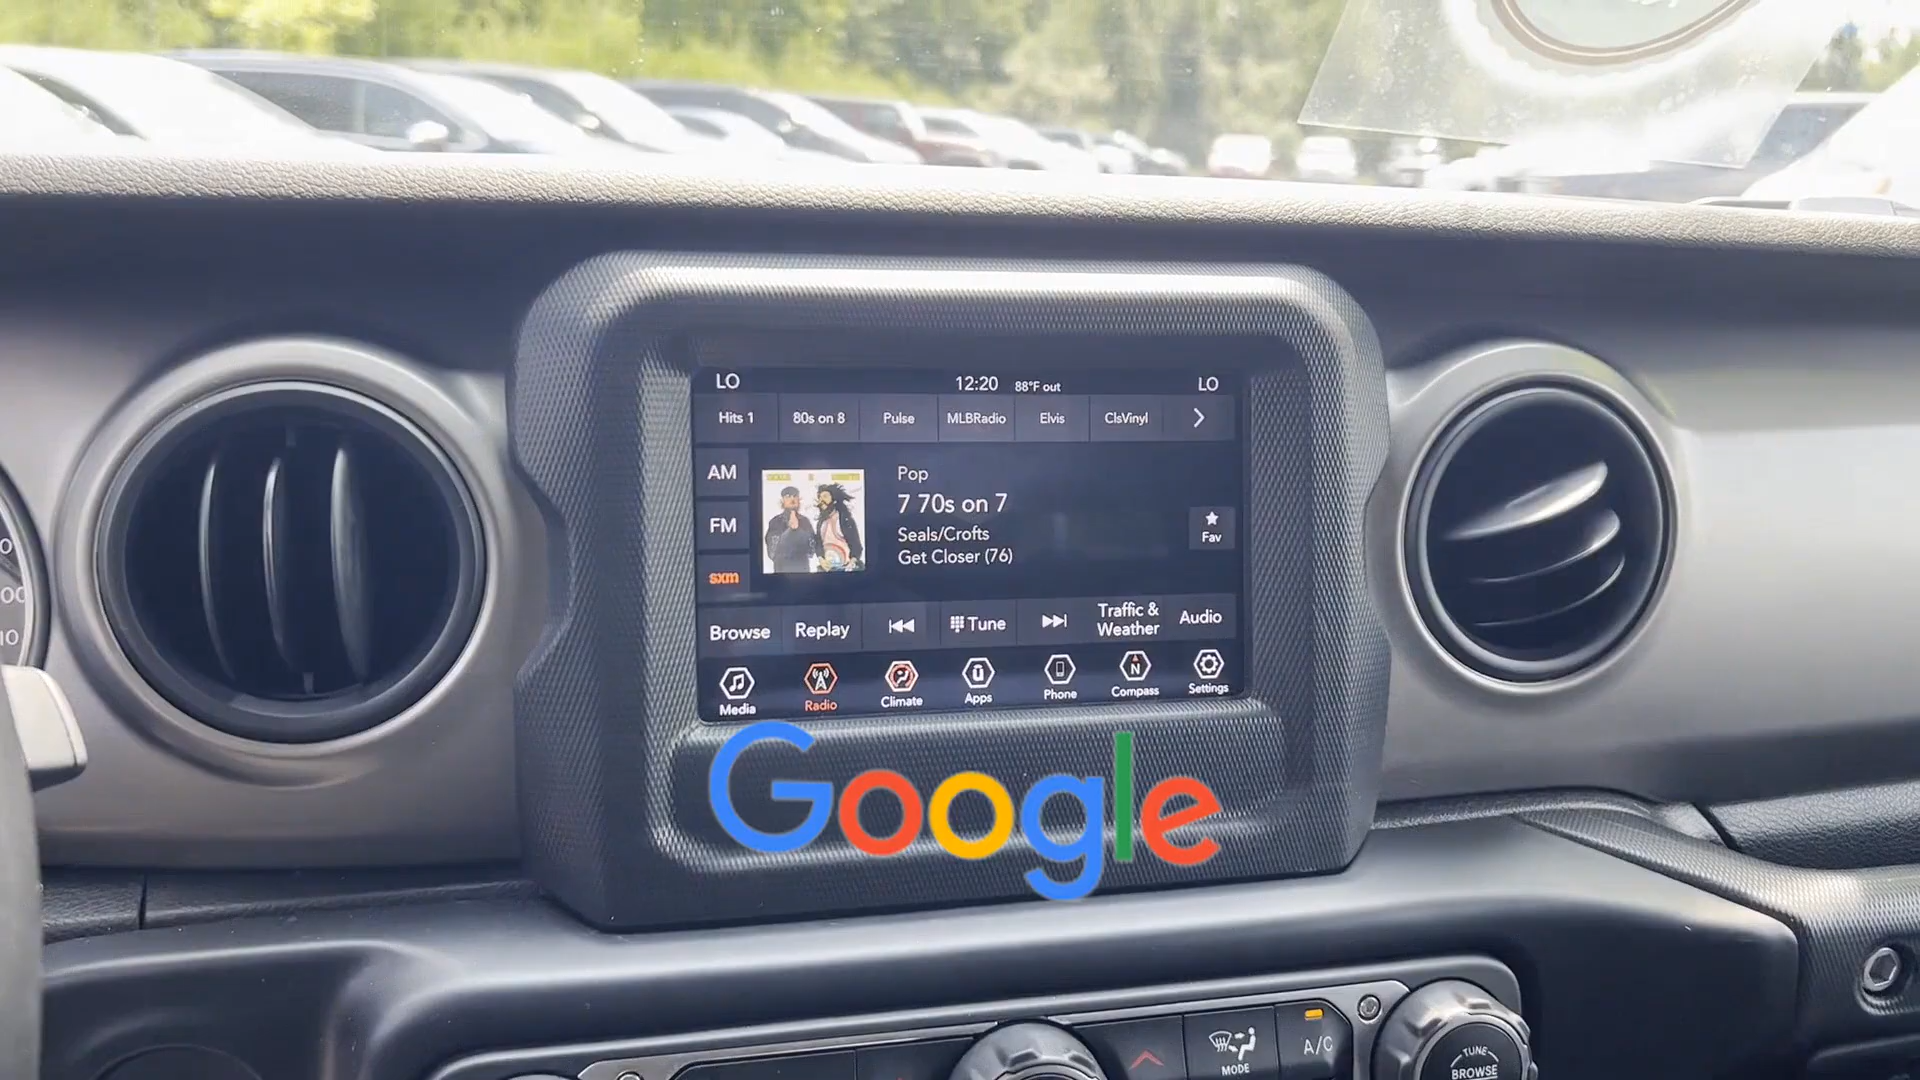 LO 12:20 88°F out LO
Hits 1 80s on 8 Pulse MLBRadio Elvis ClsVinyl
AM
FM
sxm
Pop
7 70s on 7
Seals/Crofts
Get Closer (76)
Fav
Browse Replay Tune Traffic & Weather Audio
Media Radio Climate Apps Phone Compass Settings
N
Google
MODE
A/C
TUNE
BROWSE